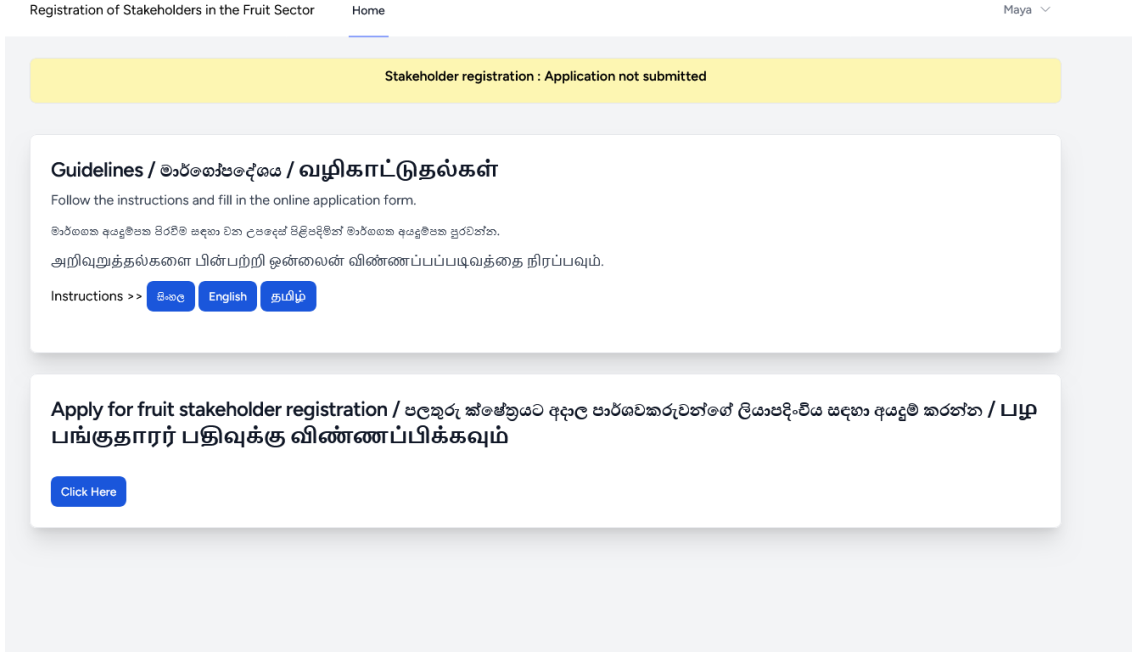 Registration of Stakeholders in the Fruit Sector Home Maya
Stakeholder registration : Application not submitted
Guidelines / මාර්ගෝපදේශය / வழிகாட்டுதல்கள்
Follow the instructions and fill in the online application form.
මාර්ගගත අයදුම්පත පිරවීම සඳහා වන උපදෙස් පිළිපදිමින් මාර්ගගත අයදුම්පත පුරවන්න.
அறிவுறுத்தல்களை பின்பற்றி ஒன்லைன் விண்ணப்பப்படிவத்தை நிரப்பவும்.
Instructions >> සිංහල English தமிழ்
Apply for fruit stakeholder registration / පලතුරු ක්ෂේත්‍රයට අදාල පාර්ශවකරුවන්ගේ ලියාපදිංචිය සඳහා අයදුම් කරන්න / பழ
பங்குதாரர் பதிவுக்கு விண்ணப்பிக்கவும்
Click Here